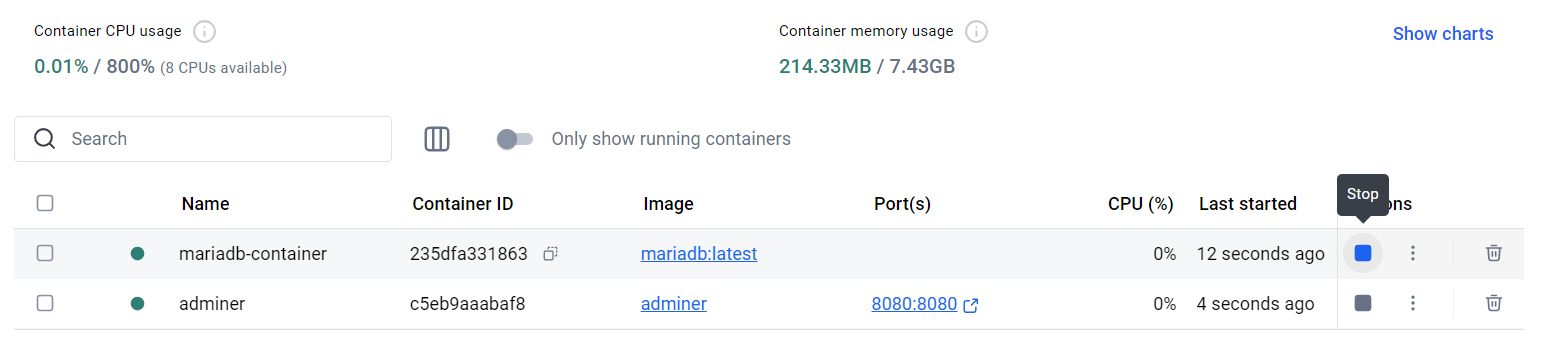 Container CPU usage
0.01% / 800% (8 CPUs available)
Container memory usage
214.33MB / 7.43GB
Show charts
Search
Only show running containers
Stop
Name Container ID Image Port(s) CPU (%) Last started ons
mariadb-container 235dfa331863 mariadb:latest 0% 12 seconds ago
adminer c5eb9aaabaf8 adminer 8080:8080 0% 4 seconds ago